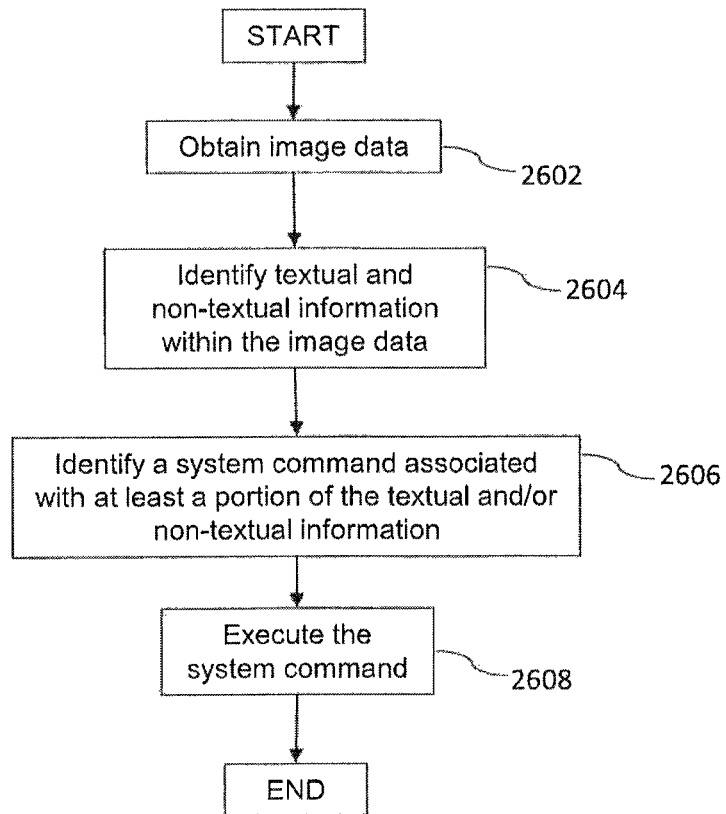 START
Obtain image data
2602
Identify textual and
non-textual information
within the image data
2604
Identify a system command associated
with at least a portion of the textual and/or
non-textual information
2606
Execute the
system command
2608
END